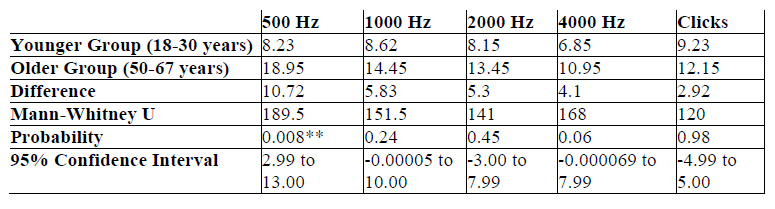 500 Hz 1000 Hz 2000 Hz 4000 Hz Clicks
Younger Group (18-30 years) 8.23 8.62 8.15 6.85 9.23
Older Group (50-67 years) 18.95 14.45 13.45 10.95 12.15
Difference 10.72 5.83 5.3 4.1 2.92
Mann-Whitney U 189.5 151.5 141 168 120
Probability 0.008** 0.24 0.45 0.06 0.98
95% Confidence Interval 2.99 to -0.00005 to -3.00 to -0.000069 to -4.99 to
13.00 10.00 7.99 7.99 5.00